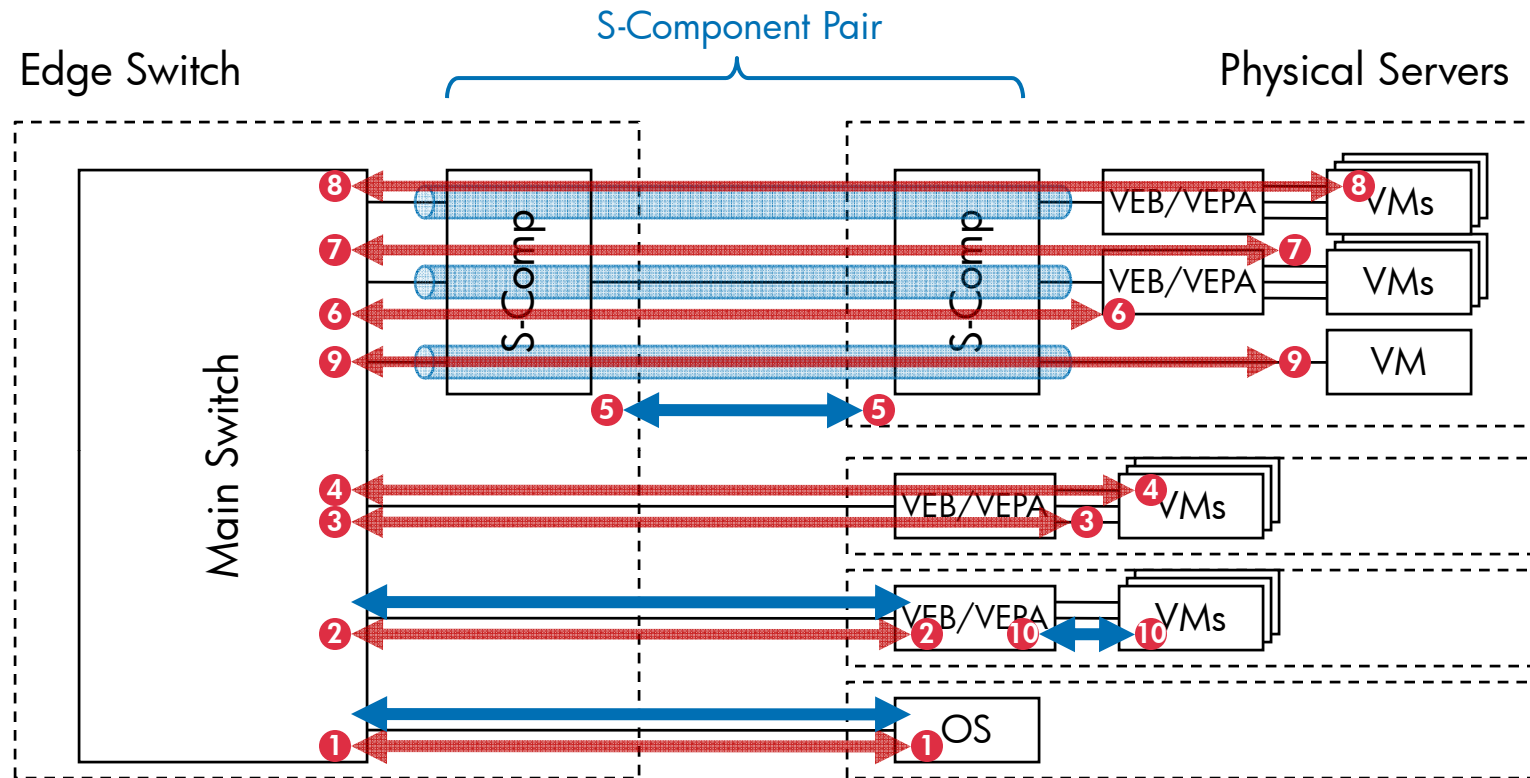 S-Component Pair
Edge Switch
Physical Servers
8
8
VEB/VEPA
VMs
7
7
S-Comp
S-Comp
VEB/VEPA
VMs
6
6
9
9
VM
5
5
Main Switch
4
4
VEB/VEPA
VMs
3
3
VEB/VEPA
VMs
2
2
10
10
OS
1
1